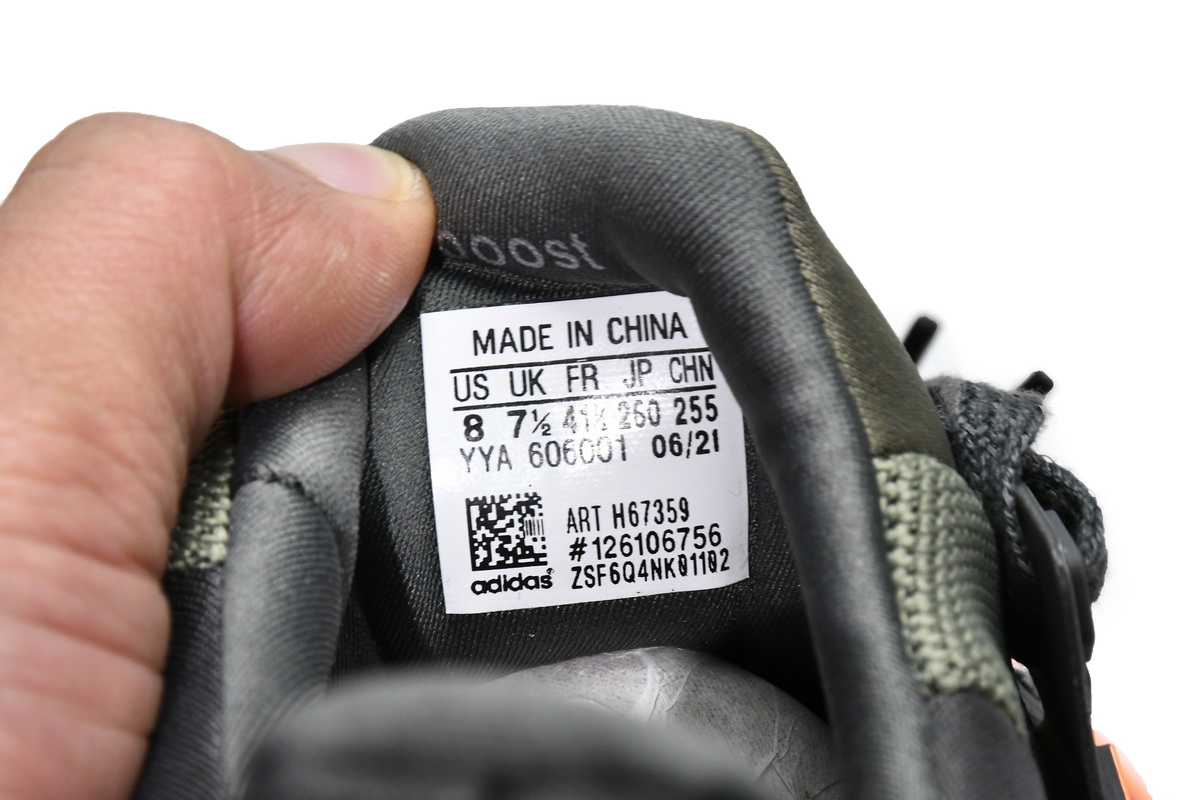 boost
MADE IN CHINA
US UK FR JP CHN
8 7½ 41⅓ 260 255
YYA 606001 06/21
ART H67359
#126106756
adidas ZSF6Q4NK01102